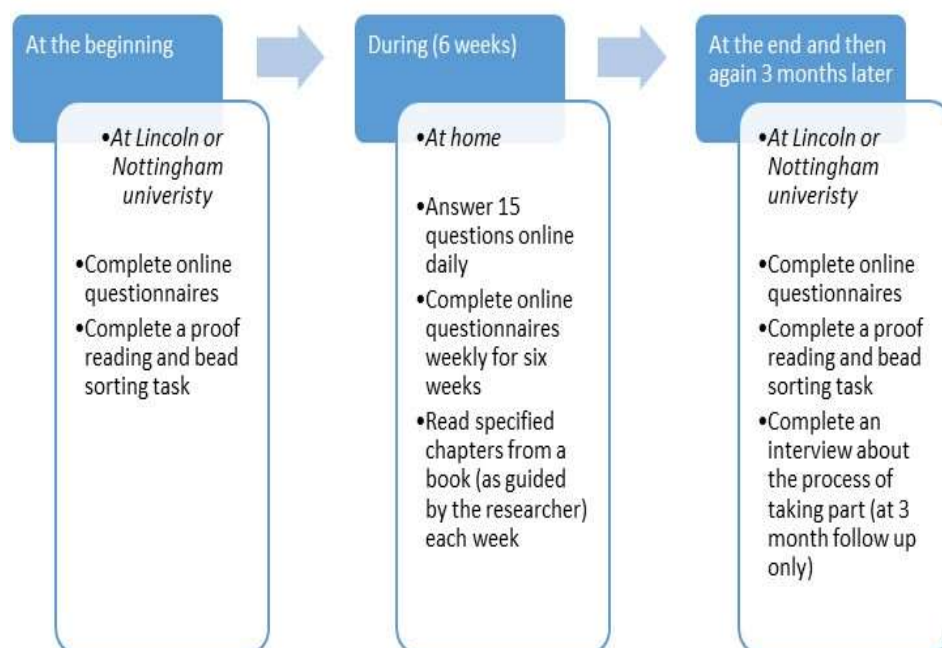 At the beginning
•At Lincoln or
Nottingham
univeristy
•Complete online
questionnaires
•Complete a proof
reading and bead
sorting task
During (6 weeks)
•At home
•Answer 15
questions online
daily
•Complete online
questionnaires
weekly for six
weeks
•Read specified
chapters from a
book (as guided
by the researcher)
each week
At the end and then
again 3 months later
•At Lincoln or
Nottingham
univeristy
•Complete online
questionnaires
•Complete a proof
reading and bead
sorting task
•Complete an
interview about
the process of
taking part (at 3
month follow up
only)